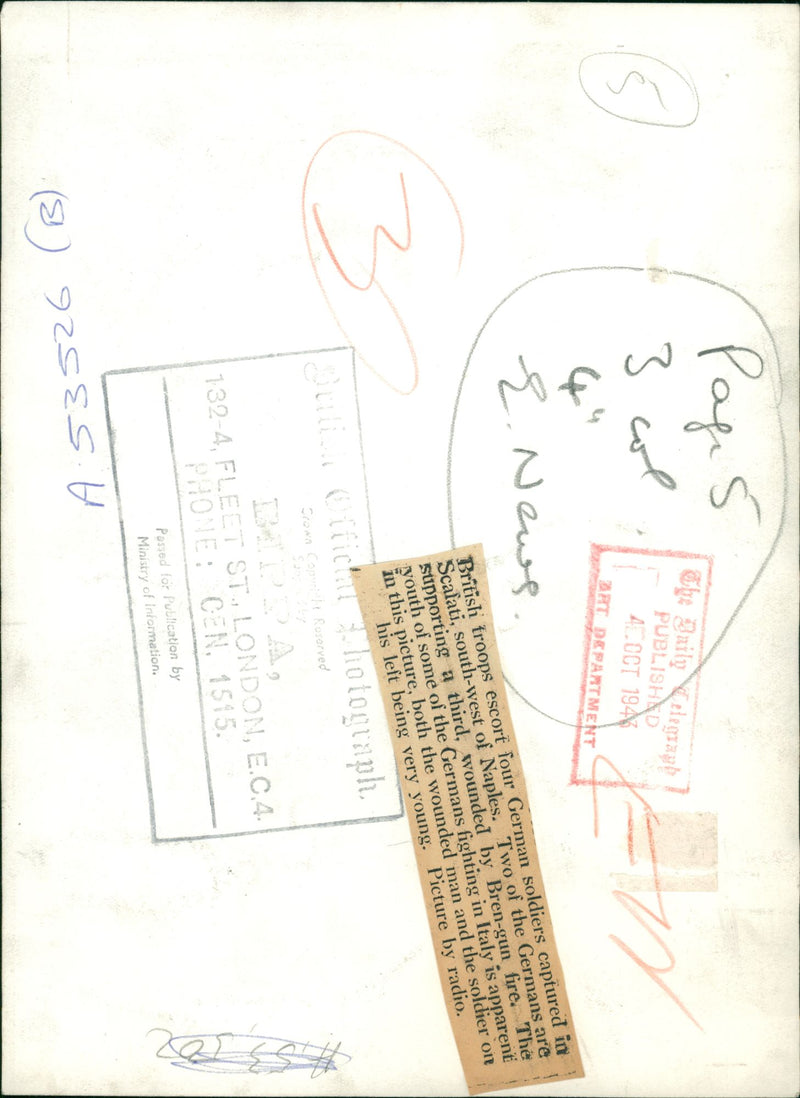 5
3
Page 5
3 col
4"
E. News.
A.53526 (B)
The Daily Telegraph
PUBLISHED
4 OCT 1943
ART DEPARTMENT
British Official Photograph,
Crown Copyright Reserved
B.I.P.P.A,
132-4, FLEET ST., LONDON, E.C.4.
PHONE: CEN. 1515.
Passed for Publication by
Ministry of Information.
British troops escort four German soldiers captured in
Scafati, south-west of Naples. Two of the Germans are
supporting a third, wounded by Bren-gun fire. The
youth of some of the Germans fighting in Italy is apparent
in this picture, both the wounded man and the soldier on
his left being very young. Picture by radio.